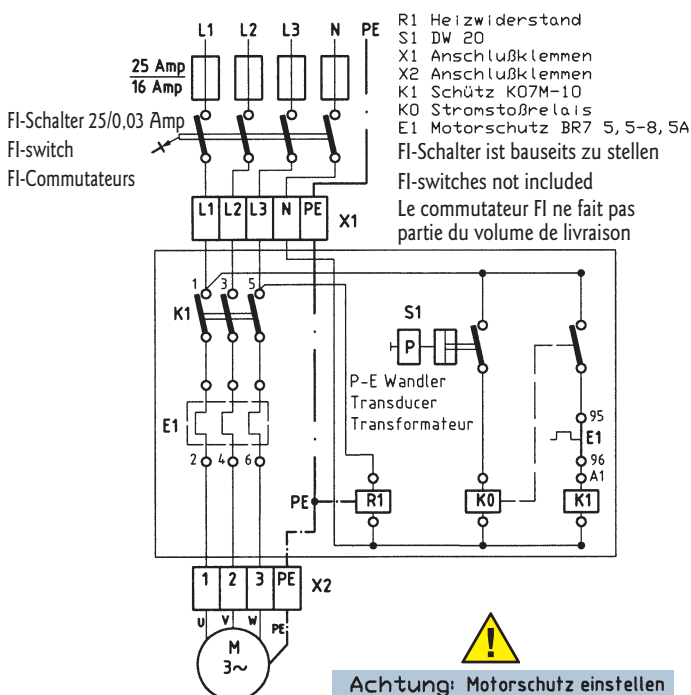 L1 L2 L3 N PE
25 Amp
16 Amp
FI-Schalter 25/0,03 Amp
FI-switch
FI-Commutateurs
R1 Heizwiderstand
S1 DW 20
X1 Anschlußklemmen
X2 Anschlußklemmen
K1 Schütz K07M-10
K0 Stromstoßrelais
E1 Motorschutz BR7 5,5-8,5A
FI-Schalter ist bauseits zu stellen
FI-switches not included
Le commutateur FI ne fait pas
partie du volume de livraison
L1 L2 L3 N PE X1
1 3 5
K1
S1
P
P-E Wandler
Transducer
Transformateur
E1
2 4 6
95
E1
96
A1
PE R1 K0 K1
1 2 3 PE X2
U V W PE
M
3~
Achtung: Motorschutz einstellen